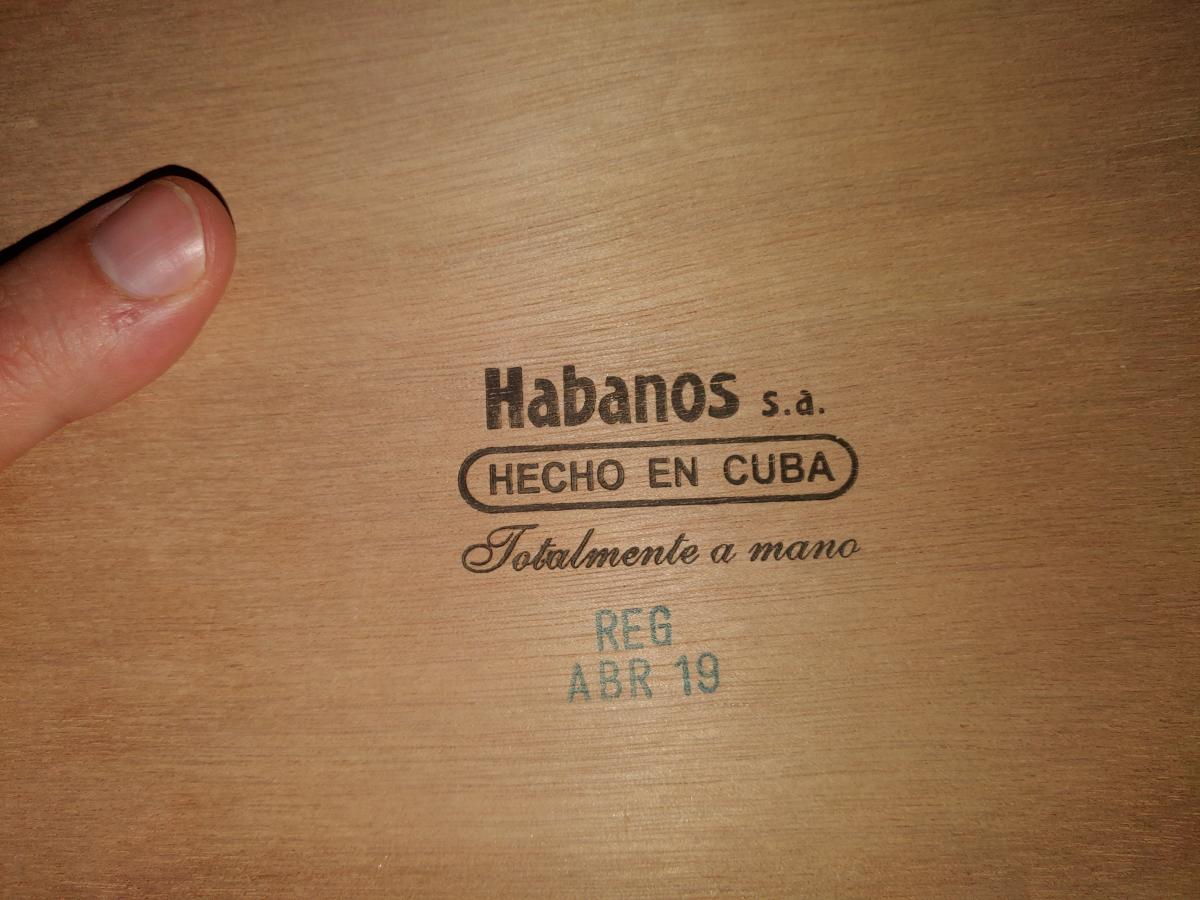 Habanos s.a.
HECHO EN CUBA
Totalmente a mano
REG
ABR 19